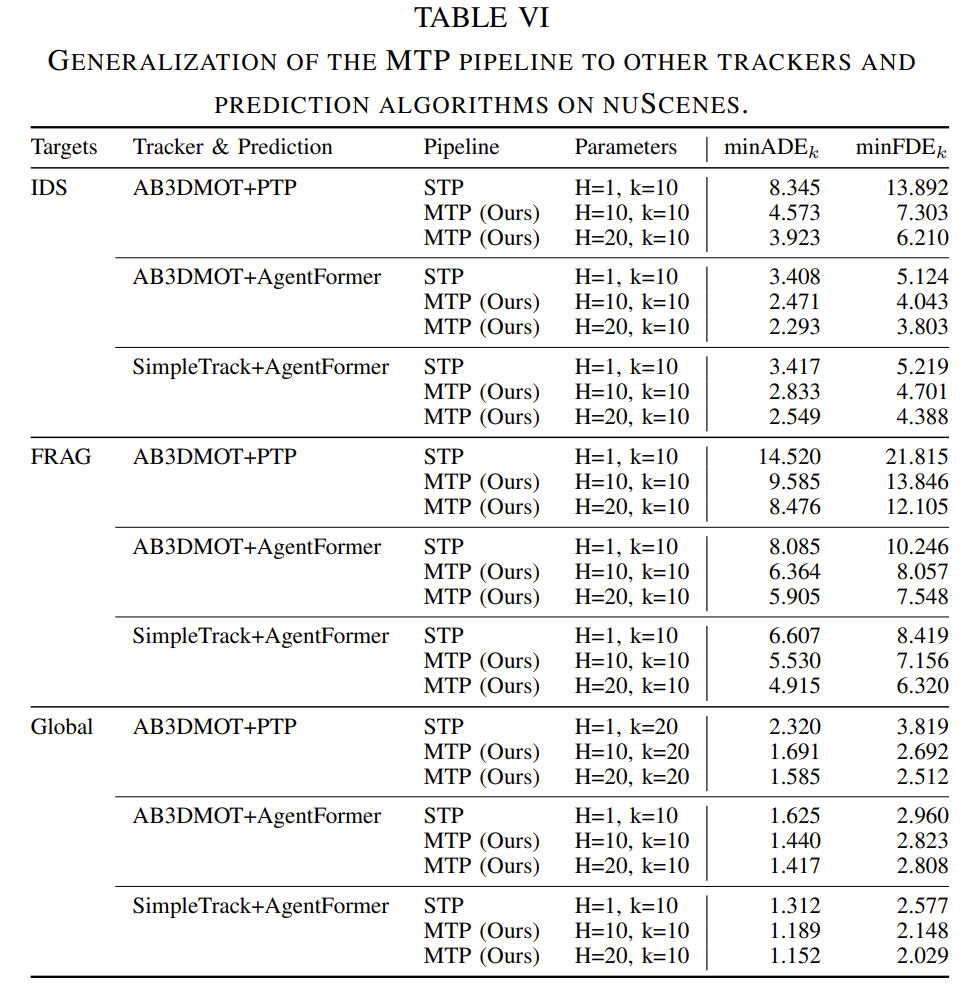 TABLE VI
GENERALIZATION OF THE MTP PIPELINE TO OTHER TRACKERS AND
PREDICTION ALGORITHMS ON NUSCENES.
Targets Tracker & Prediction Pipeline Parameters minADEk minFDEk
IDS AB3DMOT+PTP STP H=1, k=10 8.345 13.892
MTP (Ours) H=10, k=10 4.573 7.303
MTP (Ours) H=20, k=10 3.923 6.210
AB3DMOT+AgentFormer STP H=1, k=10 3.408 5.124
MTP (Ours) H=10, k=10 2.471 4.043
MTP (Ours) H=20, k=10 2.293 3.803
SimpleTrack+AgentFormer STP H=1, k=10 3.417 5.219
MTP (Ours) H=10, k=10 2.833 4.701
MTP (Ours) H=20, k=10 2.549 4.388
FRAG AB3DMOT+PTP STP H=1, k=10 14.520 21.815
MTP (Ours) H=10, k=10 9.585 13.846
MTP (Ours) H=20, k=10 8.476 12.105
AB3DMOT+AgentFormer STP H=1, k=10 8.085 10.246
MTP (Ours) H=10, k=10 6.364 8.057
MTP (Ours) H=20, k=10 5.905 7.548
SimpleTrack+AgentFormer STP H=1, k=10 6.607 8.419
MTP (Ours) H=10, k=10 5.530 7.156
MTP (Ours) H=20, k=10 4.915 6.320
Global AB3DMOT+PTP STP H=1, k=20 2.320 3.819
MTP (Ours) H=10, k=20 1.691 2.692
MTP (Ours) H=20, k=20 1.585 2.512
AB3DMOT+AgentFormer STP H=1, k=10 1.625 2.960
MTP (Ours) H=10, k=10 1.440 2.823
MTP (Ours) H=20, k=10 1.417 2.808
SimpleTrack+AgentFormer STP H=1, k=10 1.312 2.577
MTP (Ours) H=10, k=10 1.189 2.148
MTP (Ours) H=20, k=10 1.152 2.029